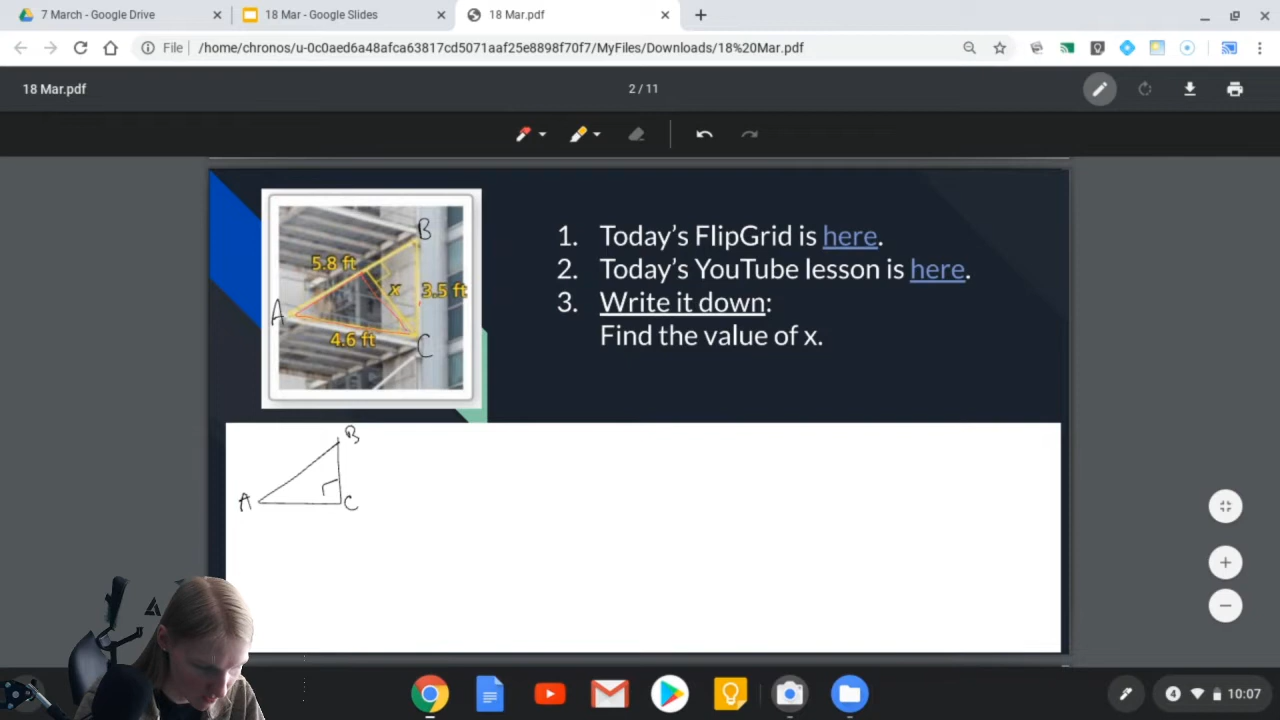 7 March - Google Drive
18 Mar - Google Slides
18 Mar.pdf
File
/home/chronos/u-0c0aed6a48afca63817cd5071aaf25e8898f70f7/MyFiles/Downloads/18%20Mar.pdf
18 Mar.pdf
2 / 11
B
5.8 ft
x
3.5 ft
A
4.6 ft
C
1. Today's FlipGrid is here.
2. Today's YouTube lesson is here.
3. Write it down:
Find the value of x.
B
A
C
4
10:07